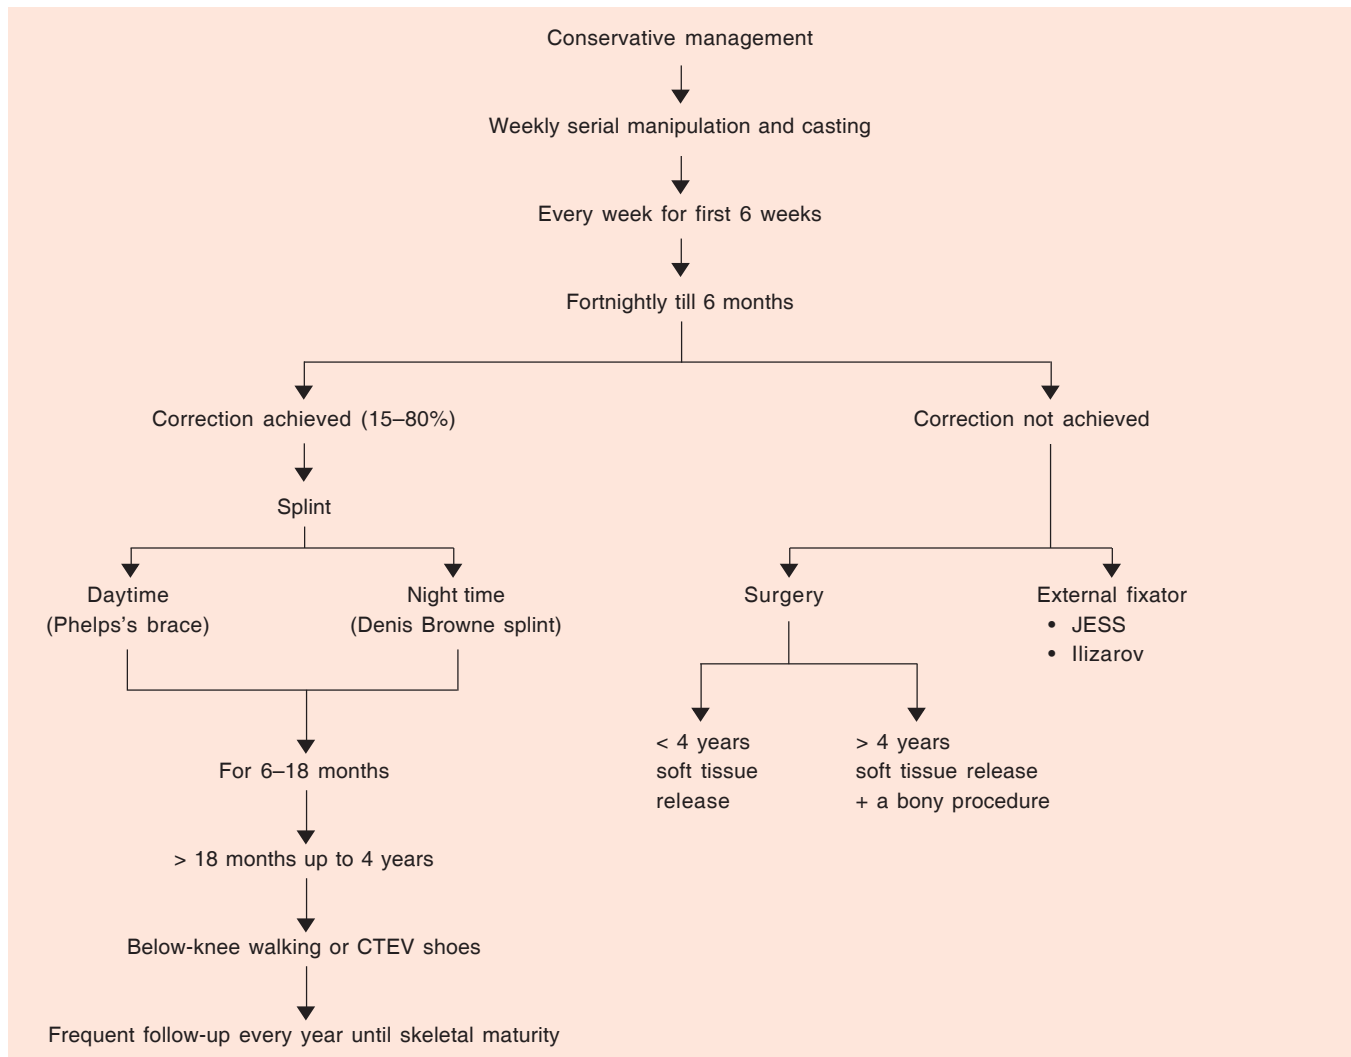 Conservative management
Weekly serial manipulation and casting
Every week for first 6 weeks
Fortnightly till 6 months
Correction achieved (15–80%)
Correction not achieved
Splint
Daytime
(Phelps's brace)
Night time
(Denis Browne splint)
Surgery
External fixator
• JESS
• Ilizarov
< 4 years
soft tissue
release
> 4 years
soft tissue release
+ a bony procedure
For 6–18 months
> 18 months up to 4 years
Below-knee walking or CTEV shoes
Frequent follow-up every year until skeletal maturity